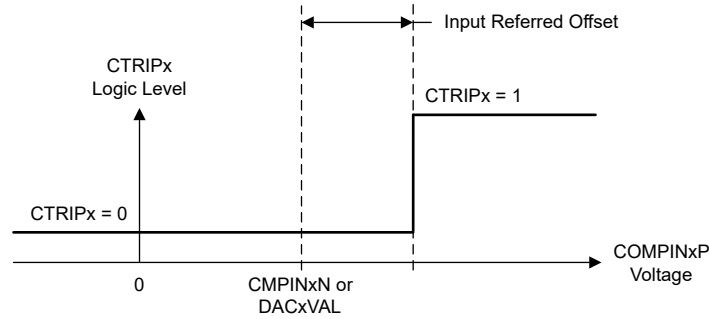 Input Referred Offset
CTRIPx
Logic Level
CTRIPx = 1
CTRIPx = 0
COMPINxP
Voltage
0
CMPINxN or
DACxVAL